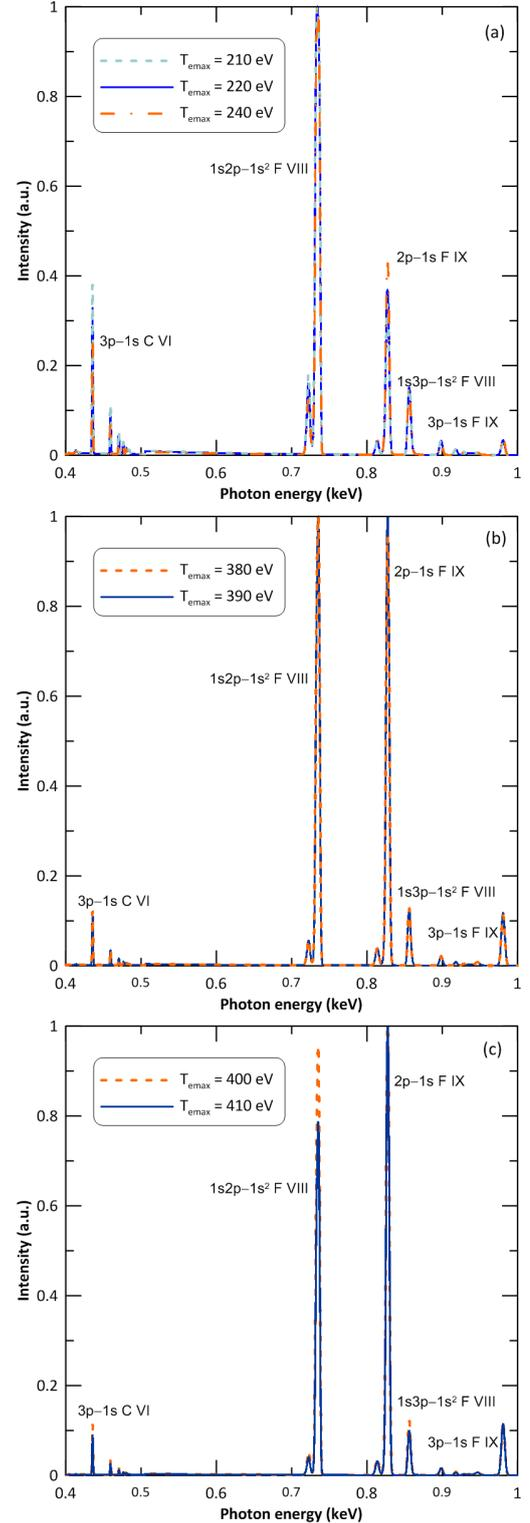 (a)
T_emax = 210 eV
T_emax = 220 eV
T_emax = 240 eV
1s2p−1s² F VIII
2p−1s F IX
3p−1s C VI
1s3p−1s² F VIII
3p−1s F IX
Intensity (a.u.)
1
0.8
0.6
0.4
0.2
0
0.4 0.5 0.6 0.7 0.8 0.9 1
Photon energy (keV)
(b)
T_emax = 380 eV
T_emax = 390 eV
2p−1s F IX
1s2p−1s² F VIII
3p−1s C VI
1s3p−1s² F VIII
3p−1s F IX
Intensity (a.u.)
1
0.8
0.6
0.4
0.2
0
0.4 0.5 0.6 0.7 0.8 0.9 1
Photon energy (keV)
(c)
T_emax = 400 eV
T_emax = 410 eV
2p−1s F IX
1s2p−1s² F VIII
3p−1s C VI
1s3p−1s² F VIII
3p−1s F IX
Intensity (a.u.)
1
0.8
0.6
0.4
0.2
0
0.4 0.5 0.6 0.7 0.8 0.9 1
Photon energy (keV)